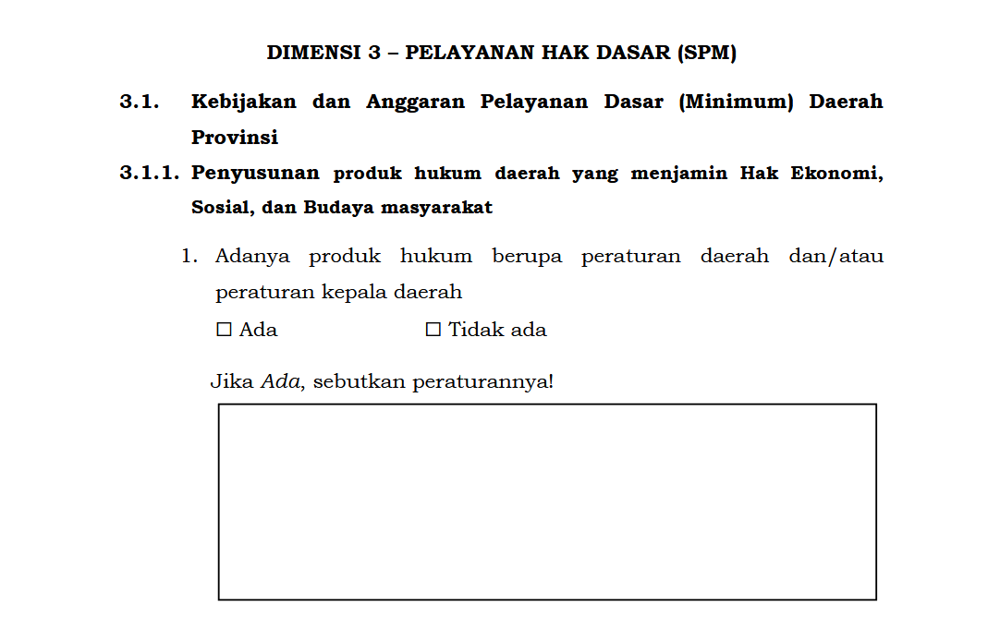 DIMENSI 3 – PELAYANAN HAK DASAR (SPM)
3.1. Kebijakan dan Anggaran Pelayanan Dasar (Minimum) Daerah
Provinsi
3.1.1. Penyusunan produk hukum daerah yang menjamin Hak Ekonomi,
Sosial, dan Budaya masyarakat
1. Adanya produk hukum berupa peraturan daerah dan/atau
peraturan kepala daerah
☐ Ada ☐ Tidak ada
Jika Ada, sebutkan peraturannya!